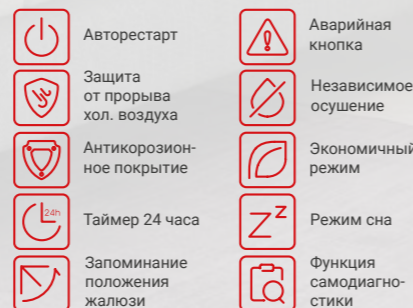 Авторестарт
Аварийная
кнопка
Защита
от прорыва
хол. воздуха
Независимое
осушение
Антикорозион-
ное покрытие
Экономичный
режим
24h
Таймер 24 часа
Z Z
Режим сна
Запоминание
положения
жалюзи
Функция
самодиагно-
стики